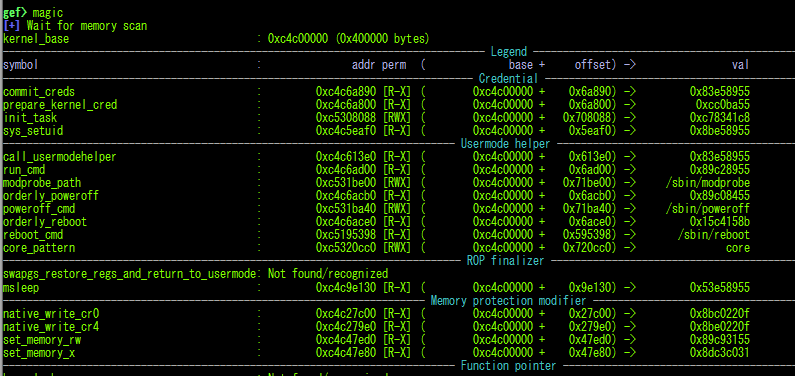 gef> magic
[+] Wait for memory scan
kernel_base : 0xc4c00000 (0x400000 bytes)
Legend
symbol : addr perm ( base + offset) -> val
Credential
commit_creds : 0xc4c6a890 [R-X] ( 0xc4c00000 + 0x6a890) -> 0x83e58955
prepare_kernel_cred : 0xc4c6a800 [R-X] ( 0xc4c00000 + 0x6a800) -> 0xcc0ba55
init_task : 0xc5308088 [RWX] ( 0xc4c00000 + 0x708088) -> 0xc78341c8
sys_setuid : 0xc4c5eaf0 [R-X] ( 0xc4c00000 + 0x5eaf0) -> 0x8be58955
Usermode helper
call_usermodehelper : 0xc4c613e0 [R-X] ( 0xc4c00000 + 0x613e0) -> 0x83e58955
run_cmd : 0xc4c6ad00 [R-X] ( 0xc4c00000 + 0x6ad00) -> 0x89c28955
modprobe_path : 0xc531be00 [RWX] ( 0xc4c00000 + 0x71be00) -> /sbin/modprobe
orderly_poweroff : 0xc4c6acb0 [R-X] ( 0xc4c00000 + 0x6acb0) -> 0x89c08455
poweroff_cmd : 0xc531ba40 [RWX] ( 0xc4c00000 + 0x71ba40) -> /sbin/poweroff
orderly_reboot : 0xc4c6ace0 [R-X] ( 0xc4c00000 + 0x6ace0) -> 0x15c4158b
reboot_cmd : 0xc5195398 [R-X] ( 0xc4c00000 + 0x595398) -> /sbin/reboot
core_pattern : 0xc5320cc0 [RWX] ( 0xc4c00000 + 0x720cc0) -> core
ROP finalizer
swapgs_restore_regs_and_return_to_usermode: Not found/recognized
msleep : 0xc4c9e130 [R-X] ( 0xc4c00000 + 0x9e130) -> 0x53e58955
Memory protection modifier
native_write_cr0 : 0xc4c27c00 [R-X] ( 0xc4c00000 + 0x27c00) -> 0x8bc0220f
native_write_cr4 : 0xc4c279e0 [R-X] ( 0xc4c00000 + 0x279e0) -> 0x8be0220f
set_memory_rw : 0xc4c47ed0 [R-X] ( 0xc4c00000 + 0x47ed0) -> 0x89c93155
set_memory_x : 0xc4c47e80 [R-X] ( 0xc4c00000 + 0x47e80) -> 0x8dc3c031
Function pointer